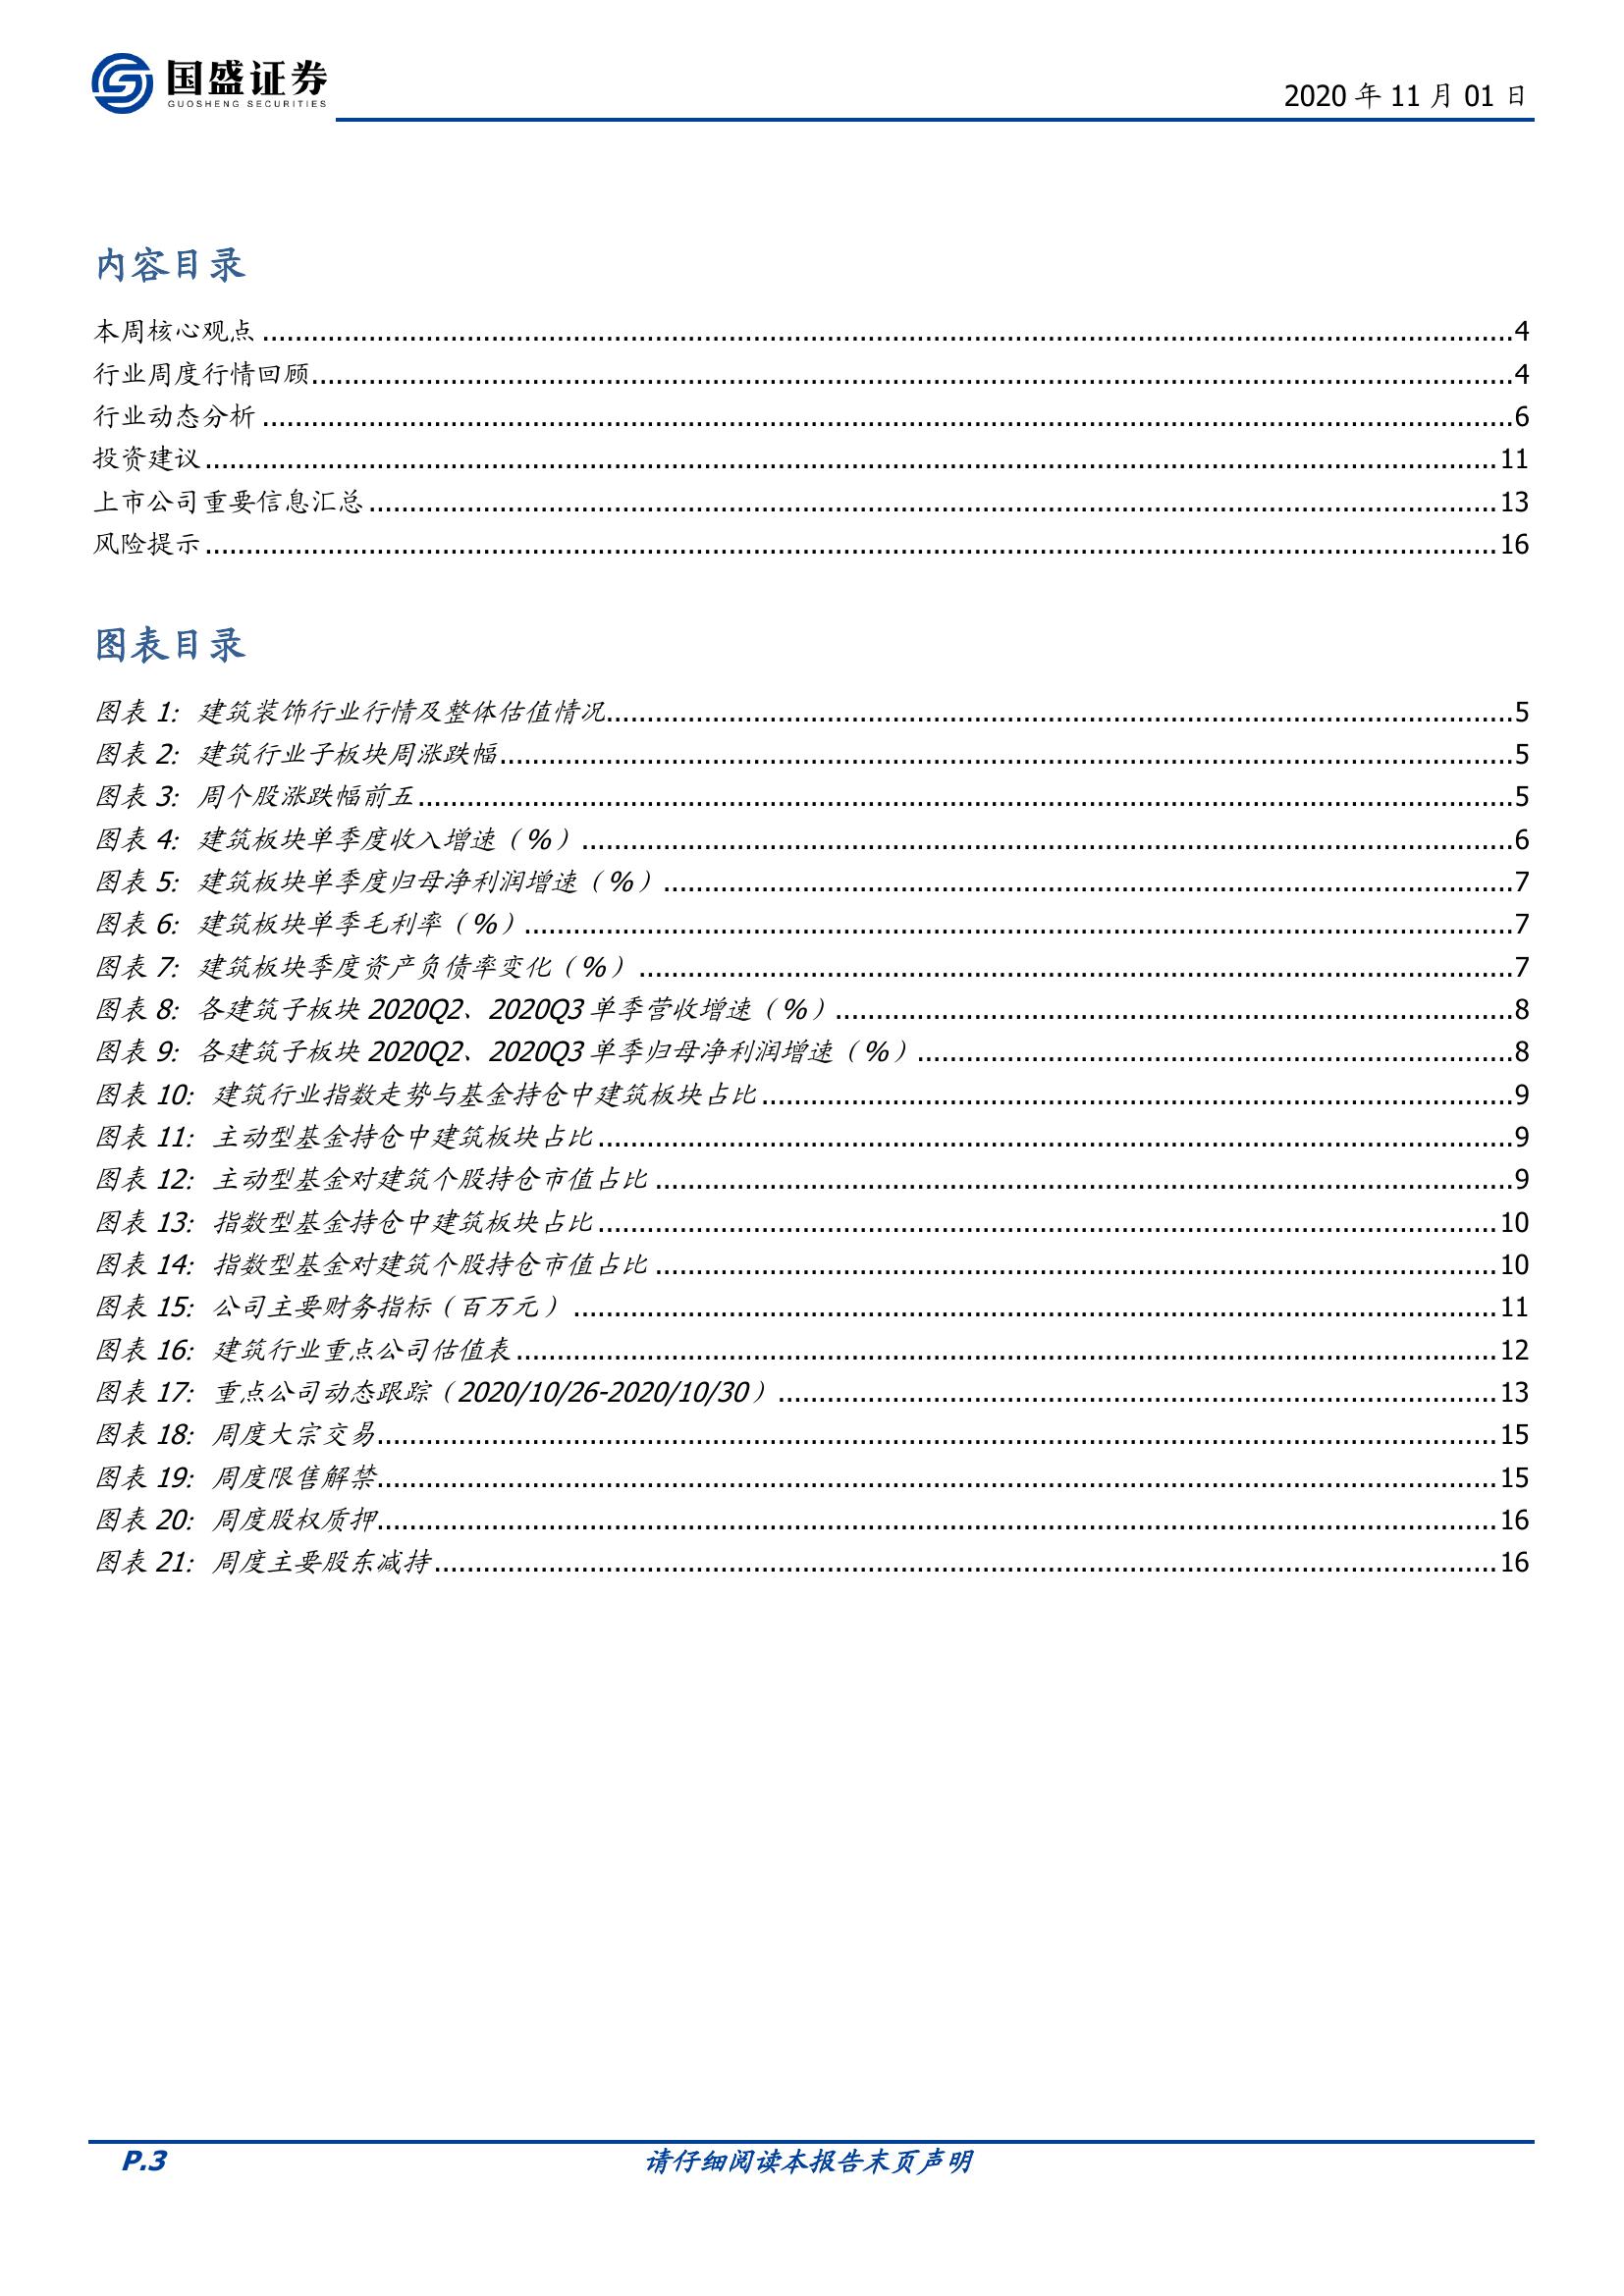 国盛证券
GUOSHENG SECURITIES
2020 年 11 月 01 日
内容目录
本周核心观点 ........ 4
行业周度行情回顾 ........ 4
行业动态分析 ........ 6
投资建议 ........ 11
上市公司重要信息汇总 ........ 13
风险提示 ........ 16
图表目录
图表 1: 建筑装饰行业行情及整体估值情况 ........ 5
图表 2: 建筑行业子板块周涨跌幅 ........ 5
图表 3: 周个股涨跌幅前五 ........ 5
图表 4: 建筑板块单季度收入增速（%） ........ 6
图表 5: 建筑板块单季度归母净利润增速（%） ........ 7
图表 6: 建筑板块单季毛利率（%） ........ 7
图表 7: 建筑板块季度资产负债率变化（%） ........ 7
图表 8: 各建筑子板块 2020Q2、2020Q3 单季营收增速（%） ........ 8
图表 9: 各建筑子板块 2020Q2、2020Q3 单季归母净利润增速（%） ........ 8
图表 10: 建筑行业指数走势与基金持仓中建筑板块占比 ........ 9
图表 11: 主动型基金持仓中建筑板块占比 ........ 9
图表 12: 主动型基金对建筑个股持仓市值占比 ........ 9
图表 13: 指数型基金持仓中建筑板块占比 ........ 10
图表 14: 指数型基金对建筑个股持仓市值占比 ........ 10
图表 15: 公司主要财务指标（百万元） ........ 11
图表 16: 建筑行业重点公司估值表 ........ 12
图表 17: 重点公司动态跟踪（2020/10/26-2020/10/30） ........ 13
图表 18: 周度大宗交易 ........ 15
图表 19: 周度限售解禁 ........ 15
图表 20: 周度股权质押 ........ 16
图表 21: 周度主要股东减持 ........ 16
P.3
请仔细阅读本报告末页声明